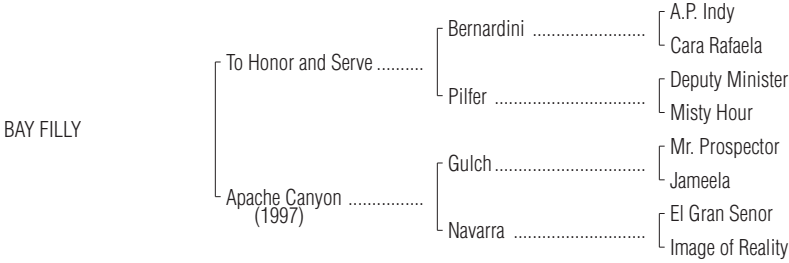 A.P. Indy
Bernardini ........................
Cara Rafaela
To Honor and Serve ..........
Deputy Minister
Pilfer ................................
Misty Hour
BAY FILLY
Mr. Prospector
Gulch................................
Jameela
Apache Canyon ................
(1997)
El Gran Senor
Navarra ............................
Image of Reality